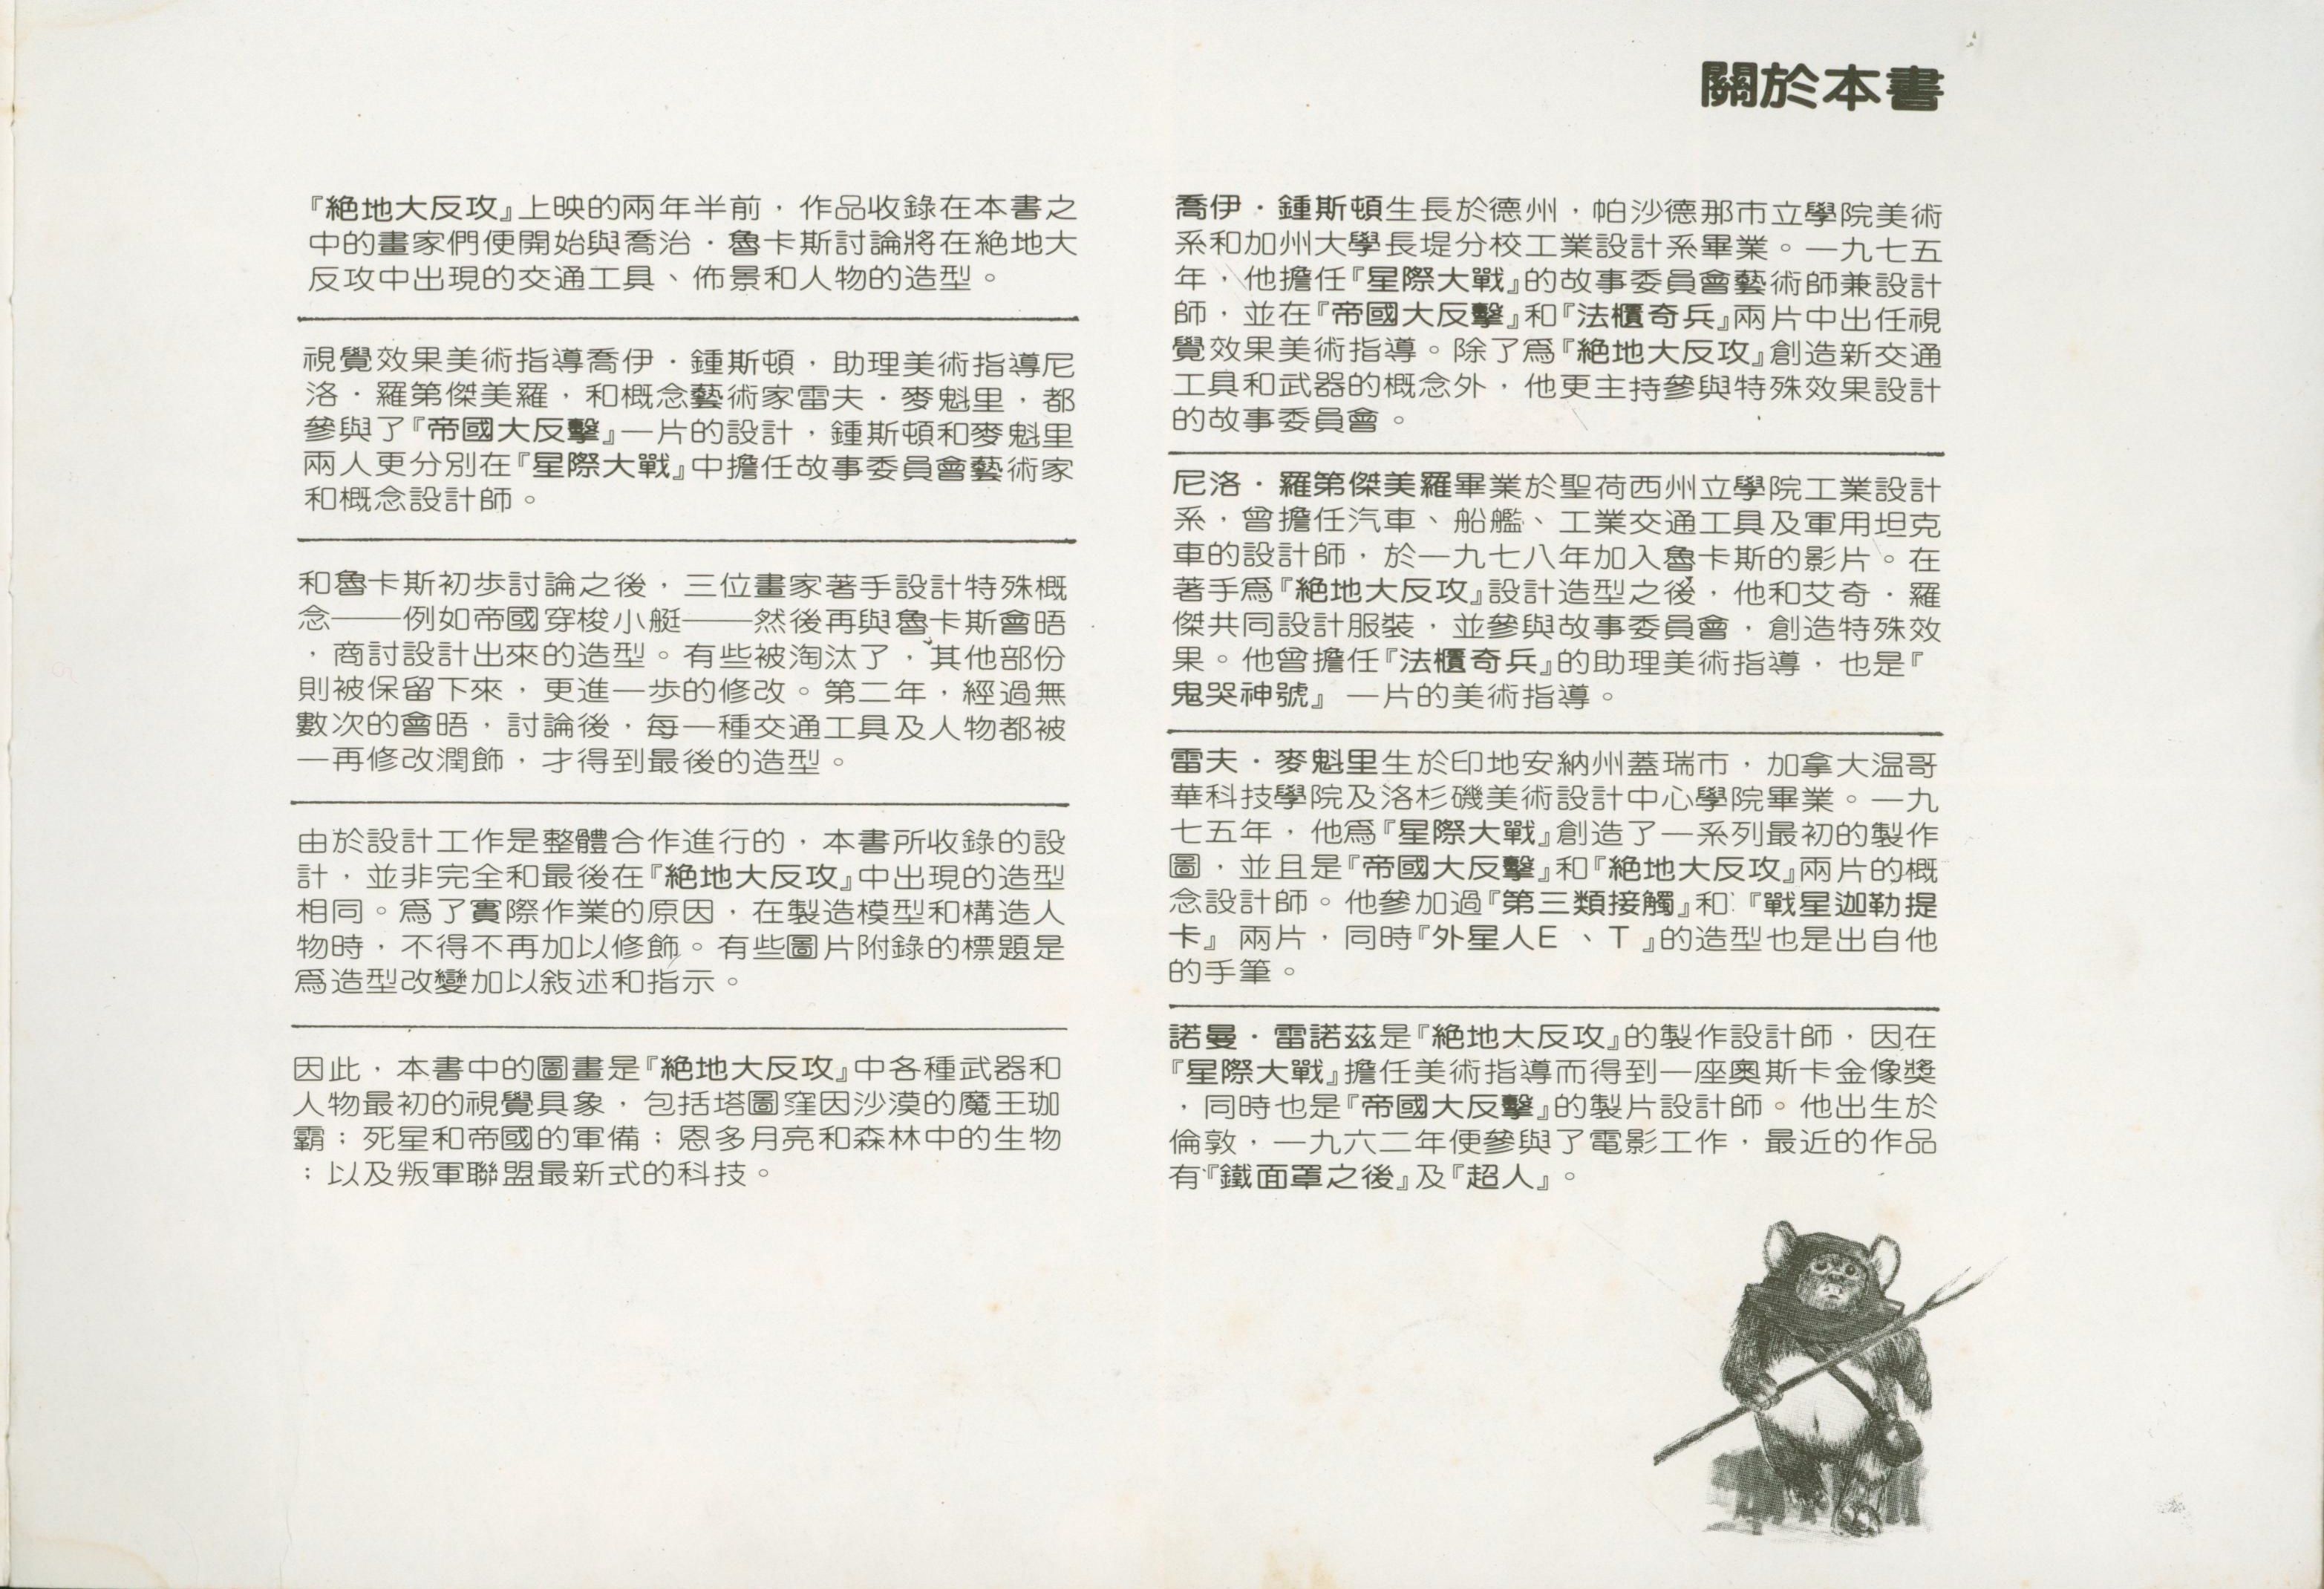 關於本書
『絕地大反攻』上映的兩年半前，作品收錄在本書之
中的畫家們便開始與喬治・魯卡斯討論將在絕地大
反攻中出現的交通工具、佈景和人物的造型。
視覺效果美術指導喬伊・鍾斯頓，助理美術指導尼
洛・羅第傑美羅，和概念藝術家雷夫・麥魁里，都
參與了『帝國大反擊』一片的設計，鍾斯頓和麥魁里
兩人更分別在『星際大戰』中擔任故事委員會藝術家
和概念設計師。
和魯卡斯初步討論之後，三位畫家著手設計特殊概
念——例如帝國穿梭小艇——然後再與魯卡斯會晤
，商討設計出來的造型。有些被淘汰了，其他部份
則被保留下來，更進一步的修改。第二年，經過無
數次的會晤，討論後，每一種交通工具及人物都被
一再修改潤飾，才得到最後的造型。
由於設計工作是整體合作進行的，本書所收錄的設
計，並非完全和最後在『絕地大反攻』中出現的造型
相同。爲了實際作業的原因，在製造模型和構造人
物時，不得不再加以修飾。有些圖片附錄的標題是
爲造型改變加以敍述和指示。
因此，本書中的圖畫是『絕地大反攻』中各種武器和
人物最初的視覺具象，包括塔圖窪因沙漠的魔王珈
霸；死星和帝國的軍備；恩多月亮和森林中的生物
；以及叛軍聯盟最新式的科技。
喬伊・鍾斯頓生長於德州，帕沙德那市立學院美術
系和加州大學長堤分校工業設計系畢業。一九七五
年，他擔任『星際大戰』的故事委員會藝術師兼設計
師，並在『帝國大反擊』和『法櫃奇兵』兩片中出任視
覺效果美術指導。除了爲『絕地大反攻』創造新交通
工具和武器的概念外，他更主持參與特殊效果設計
的故事委員會。
尼洛・羅第傑美羅畢業於聖荷西州立學院工業設計
系，曾擔任汽車、船艦、工業交通工具及軍用坦克
車的設計師，於一九七八年加入魯卡斯的影片。在
著手爲『絕地大反攻』設計造型之後，他和艾奇・羅
傑共同設計服裝，並參與故事委員會，創造特殊效
果。他曾擔任『法櫃奇兵』的助理美術指導，也是『
鬼哭神號』一片的美術指導。
雷夫・麥魁里生於印地安納州蓋瑞市，加拿大温哥
華科技學院及洛杉磯美術設計中心學院畢業。一九
七五年，他爲『星際大戰』創造了一系列最初的製作
圖，並且是『帝國大反擊』和『絕地大反攻』兩片的概
念設計師。他參加過『第三類接觸』和『戰星迦勒提
卡』兩片，同時『外星人E、T』的造型也是出自他
的手筆。
諾曼・雷諾茲是『絕地大反攻』的製作設計師，因在
『星際大戰』擔任美術指導而得到一座奧斯卡金像獎
，同時也是『帝國大反擊』的製片設計師。他出生於
倫敦，一九六二年便參與了電影工作，最近的作品
有『鐵面罩之後』及『超人』。